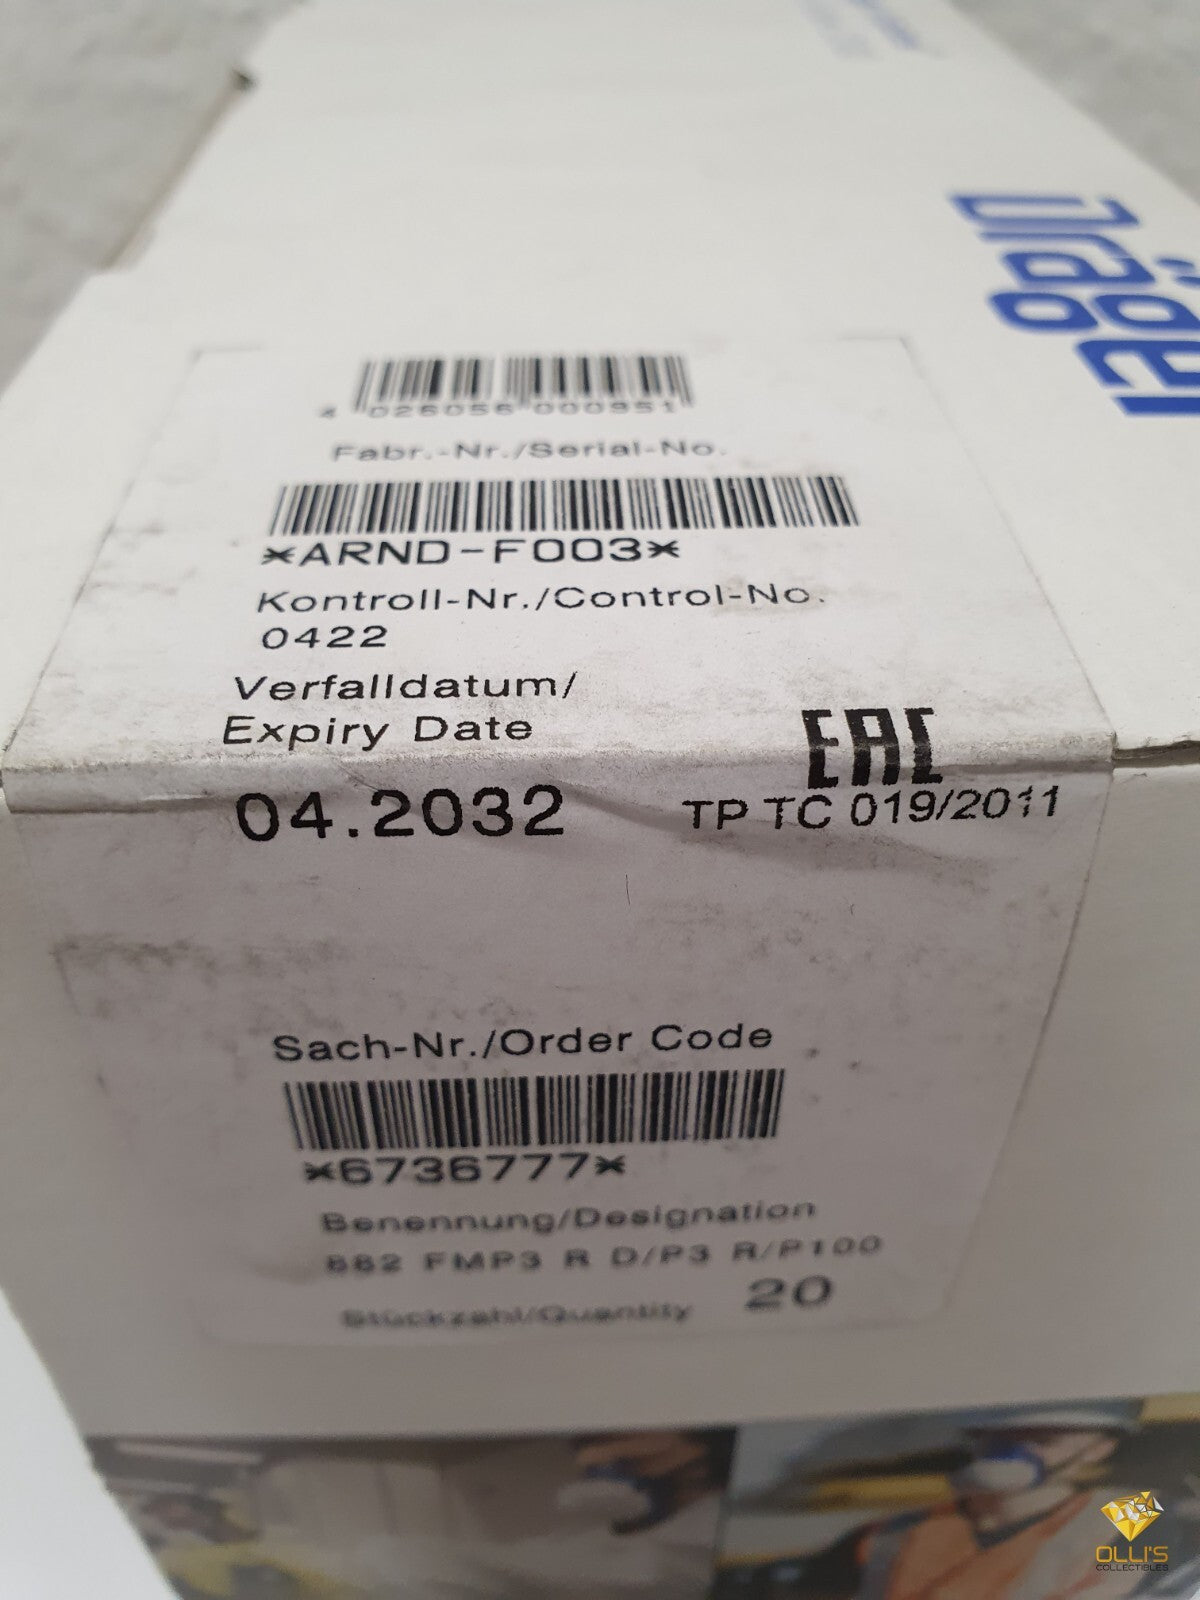 Dräger
4 026056 000951
Fabr.-Nr./Serial-No.
*ARND-F003*
Kontroll-Nr./Control-No.
0422
Verfalldatum/
Expiry Date
04.2032
EAC
TP TC 019/2011
Sach-Nr./Order Code
*6736777*
Benennung/Designation
882 FMP3 R D/P3 R/P100
Stückzahl/Quantity 20
OLLI'S
COLLECTIBLES